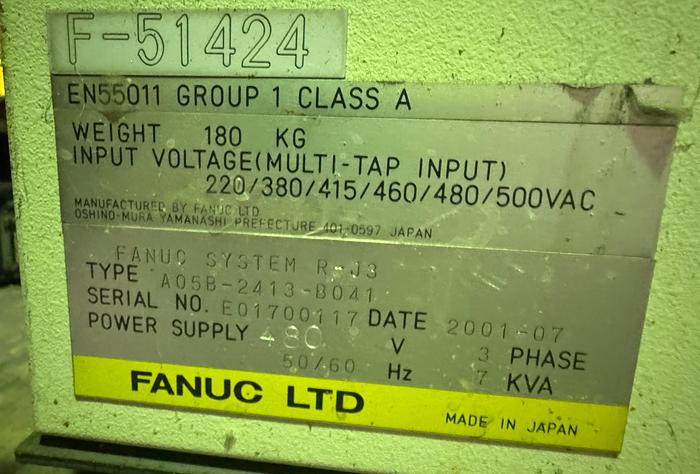 F-51424
EN55011 GROUP 1 CLASS A
WEIGHT 180 KG
INPUT VOLTAGE(MULTI-TAP INPUT)
220/380/415/460/480/500VAC
MANUFACTURED BY FANUC LTD
OSHINO-MURA YAMANASHI PREFECTURE 401-0597 JAPAN
FANUC SYSTEM R-J3
TYPE A05B-2413-B041
SERIAL NO. E01700117 DATE 2001-07
POWER SUPPLY 480 V 3 PHASE
50/60 Hz 7 KVA
FANUC LTD MADE IN JAPAN